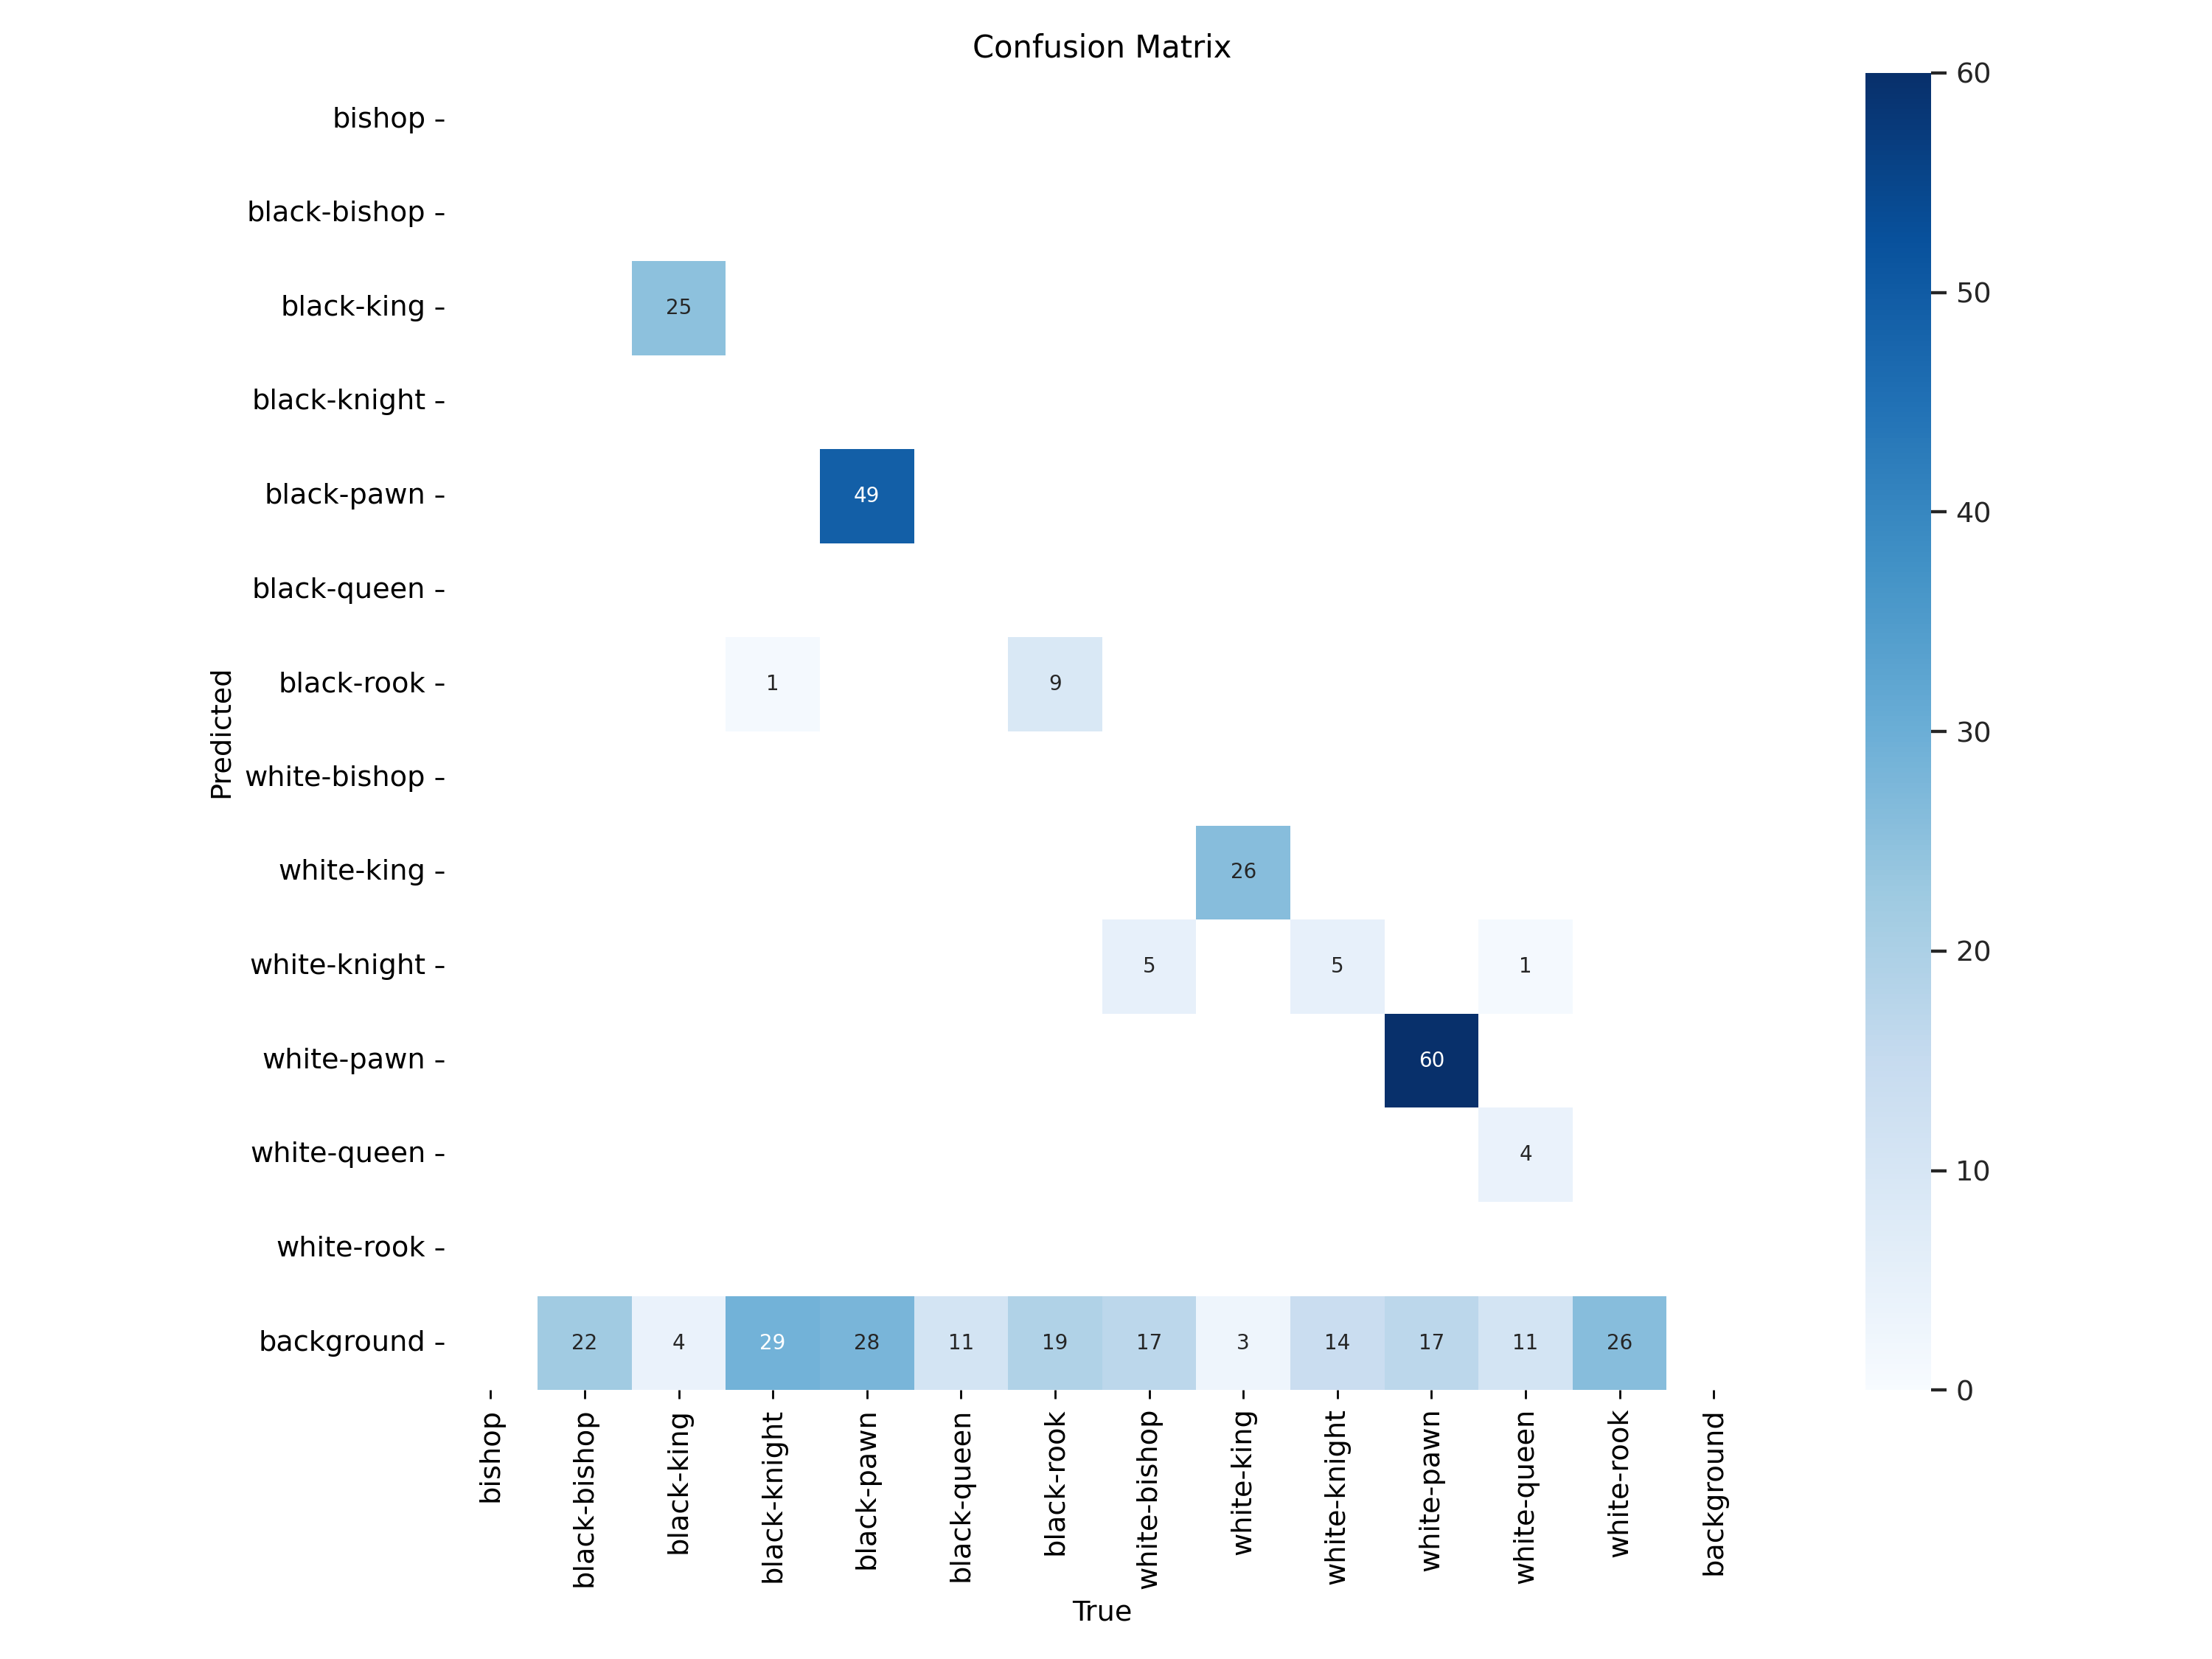 Confusion Matrix
bishop
black-bishop
black-king
25
black-knight
black-pawn
49
black-queen
black-rook
1 9
white-bishop
white-king
26
white-knight
5 5 1
white-pawn
60
white-queen
4
white-rook
background
22 4 29 28 11 19 17 3 14 17 11 26
Predicted
bishop
black-bishop
black-king
black-knight
black-pawn
black-queen
black-rook
white-bishop
white-king
white-knight
white-pawn
white-queen
white-rook
background
True
60
50
40
30
20
10
0